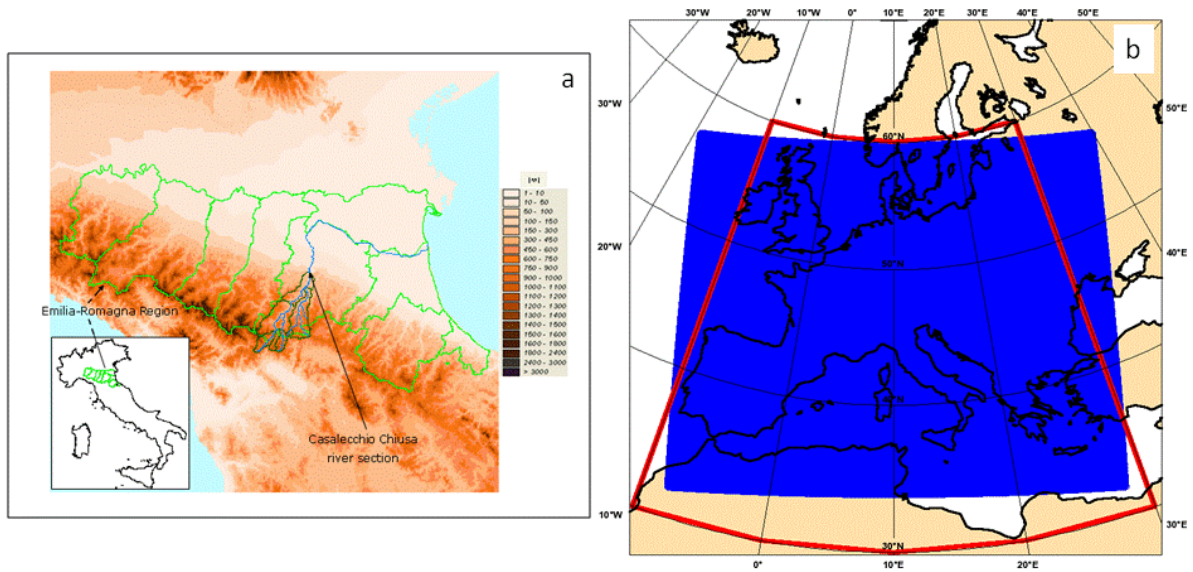 a
[m]
1 - 10
10 - 50
50 - 100
100 - 150
150 - 300
300 - 450
450 - 600
600 - 750
750 - 900
900 - 1000
1000 - 1100
1100 - 1200
1200 - 1300
1300 - 1400
1400 - 1500
1500 - 1600
1600 - 1800
1800 - 2400
2400 - 3000
> 3000
Emilia-Romagna Region
Casalecchio Chiusa
river section
30°W 20°W 10°W 0° 10°E 20°E 30°E 40°E 50°E
b
30°W
50°E
60°N
20°W
40°E
50°N
40°N
10°W
30°E
30°N
0° 10°E 20°E